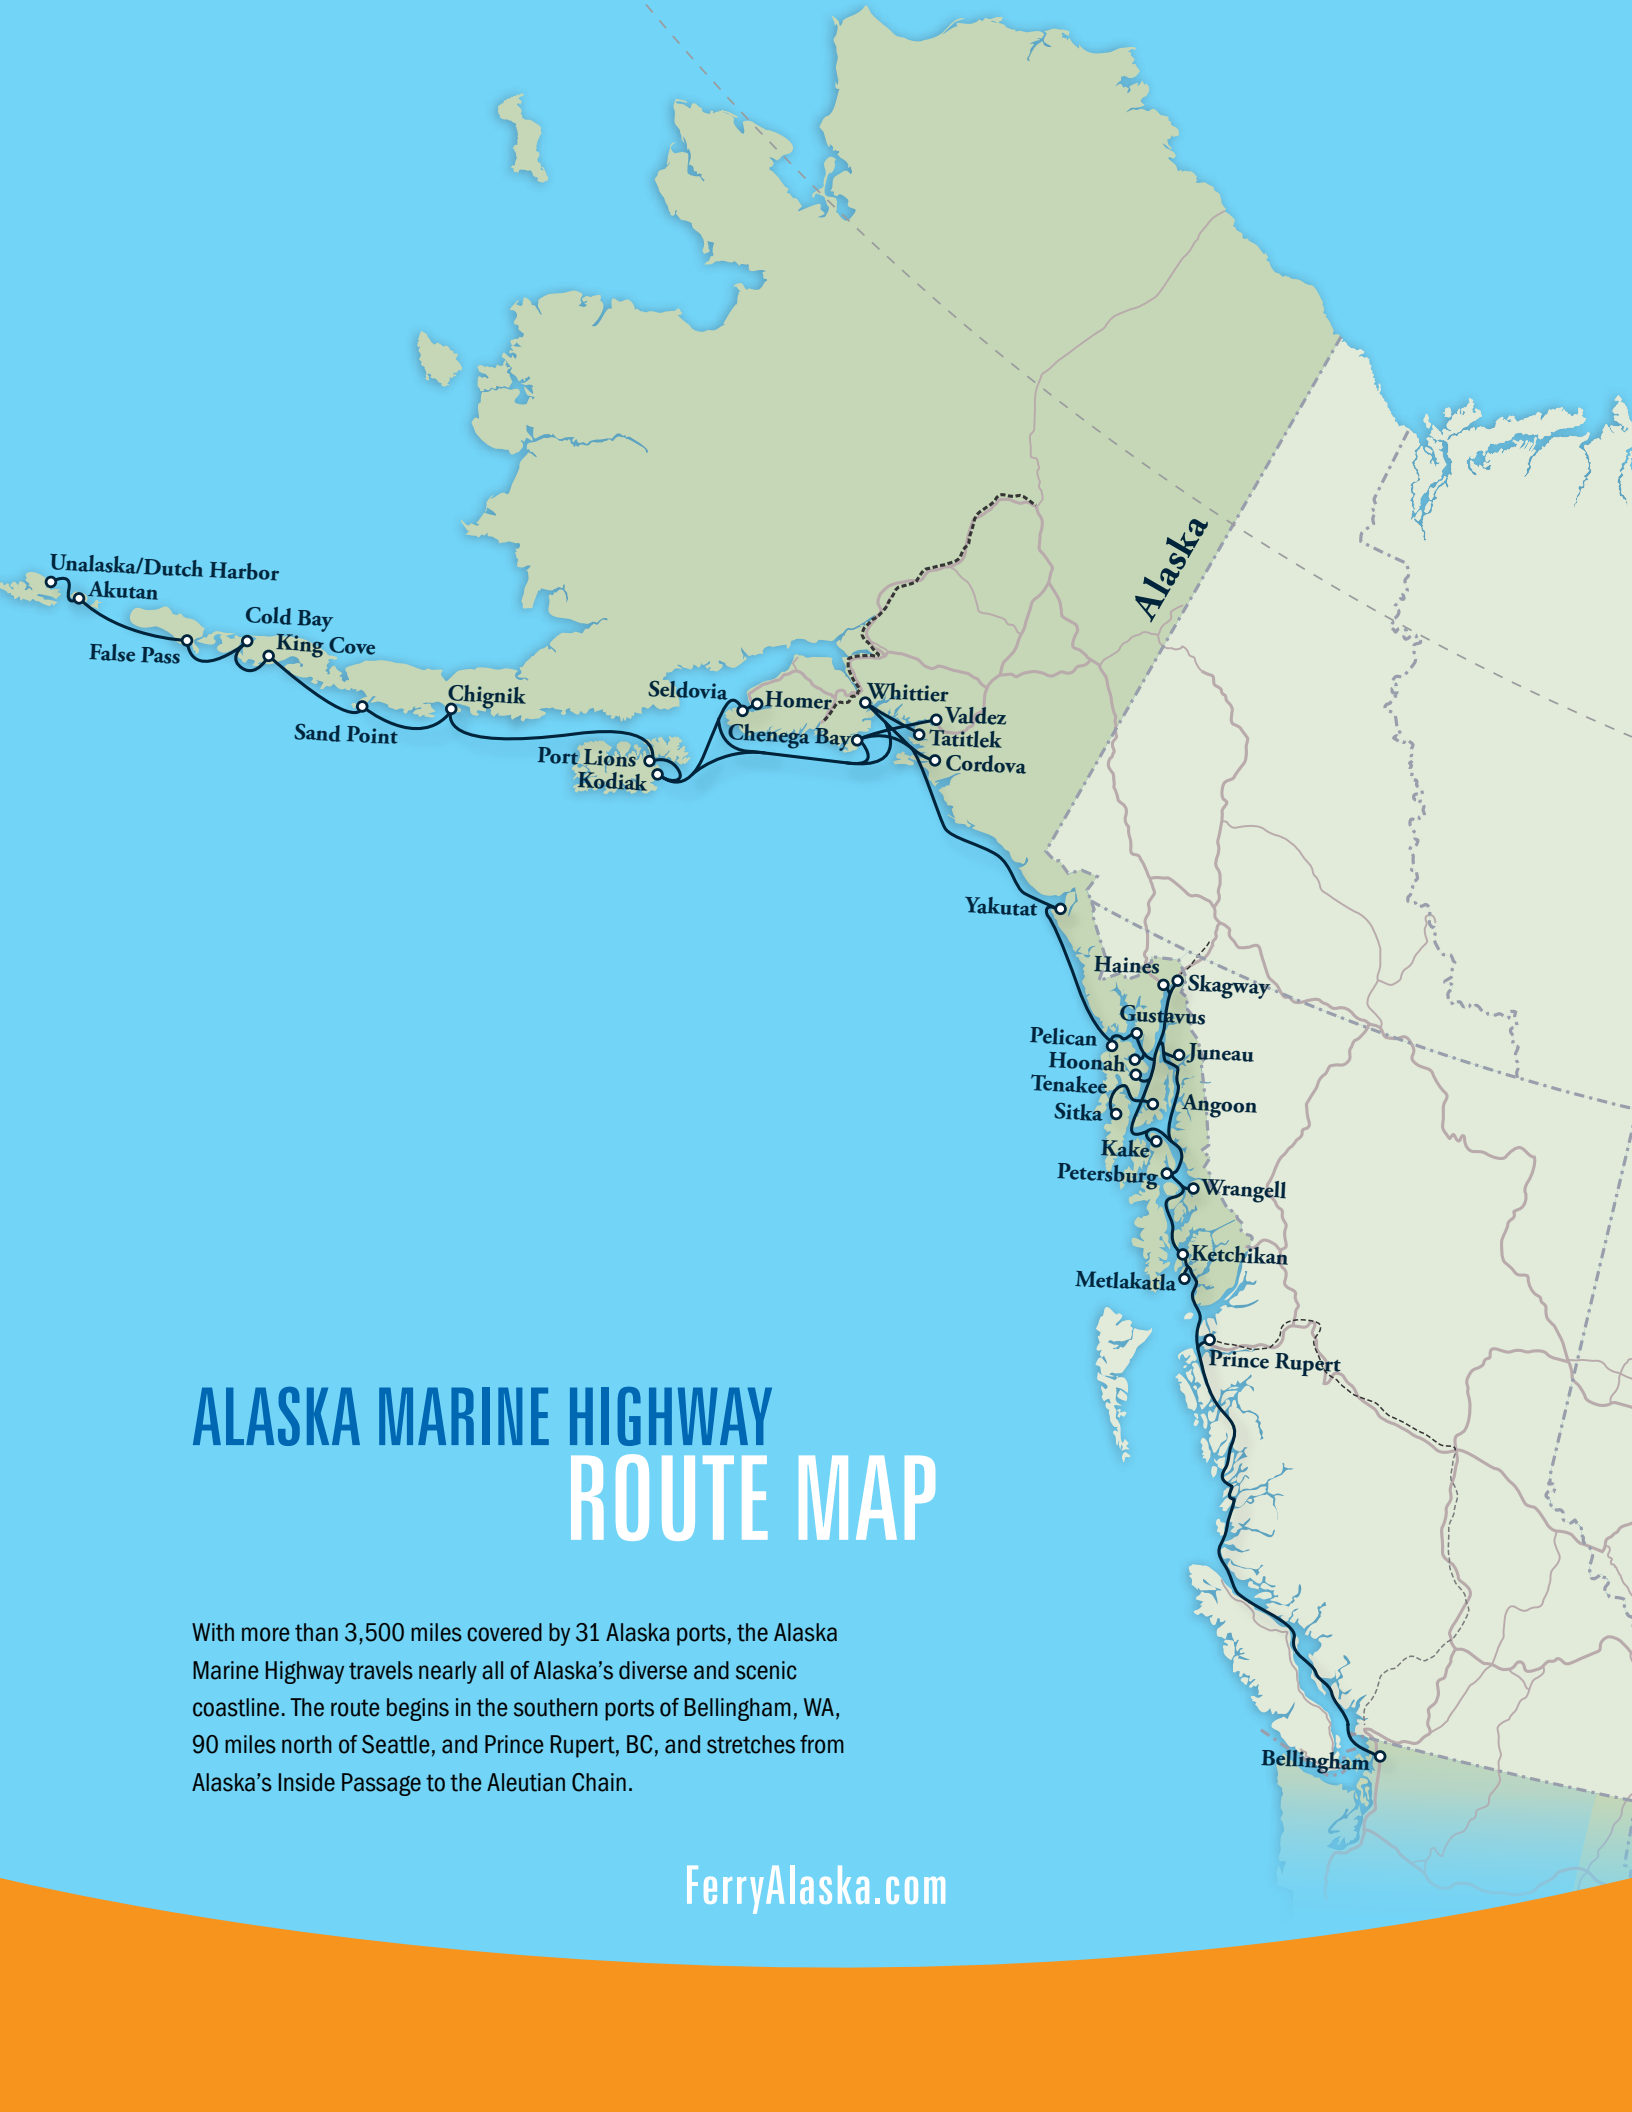 Alaska
Unalaska/Dutch Harbor
Akutan
Cold Bay
False Pass
King Cove
Chignik
Sand Point
Seldovia
Homer
Whittier
Valdez
Chenega Bay
Tatitlek
Port Lions
Cordova
Kodiak
Yakutat
Haines
Skagway
Gustavus
Pelican
Juneau
Hoonah
Tenakee
Angoon
Sitka
Kake
Petersburg
Wrangell
Ketchikan
Metlakatla
Prince Rupert
ALASKA MARINE HIGHWAY
ROUTE MAP
With more than 3,500 miles covered by 31 Alaska ports, the Alaska
Marine Highway travels nearly all of Alaska’s diverse and scenic
coastline. The route begins in the southern ports of Bellingham, WA,
90 miles north of Seattle, and Prince Rupert, BC, and stretches from
Alaska’s Inside Passage to the Aleutian Chain.
Bellingham
FerryAlaska.com